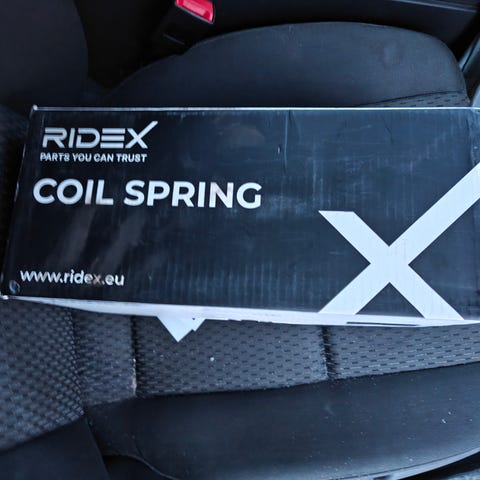 RIDEX
PARTS YOU CAN TRUST
COIL SPRING
www.ridex.eu